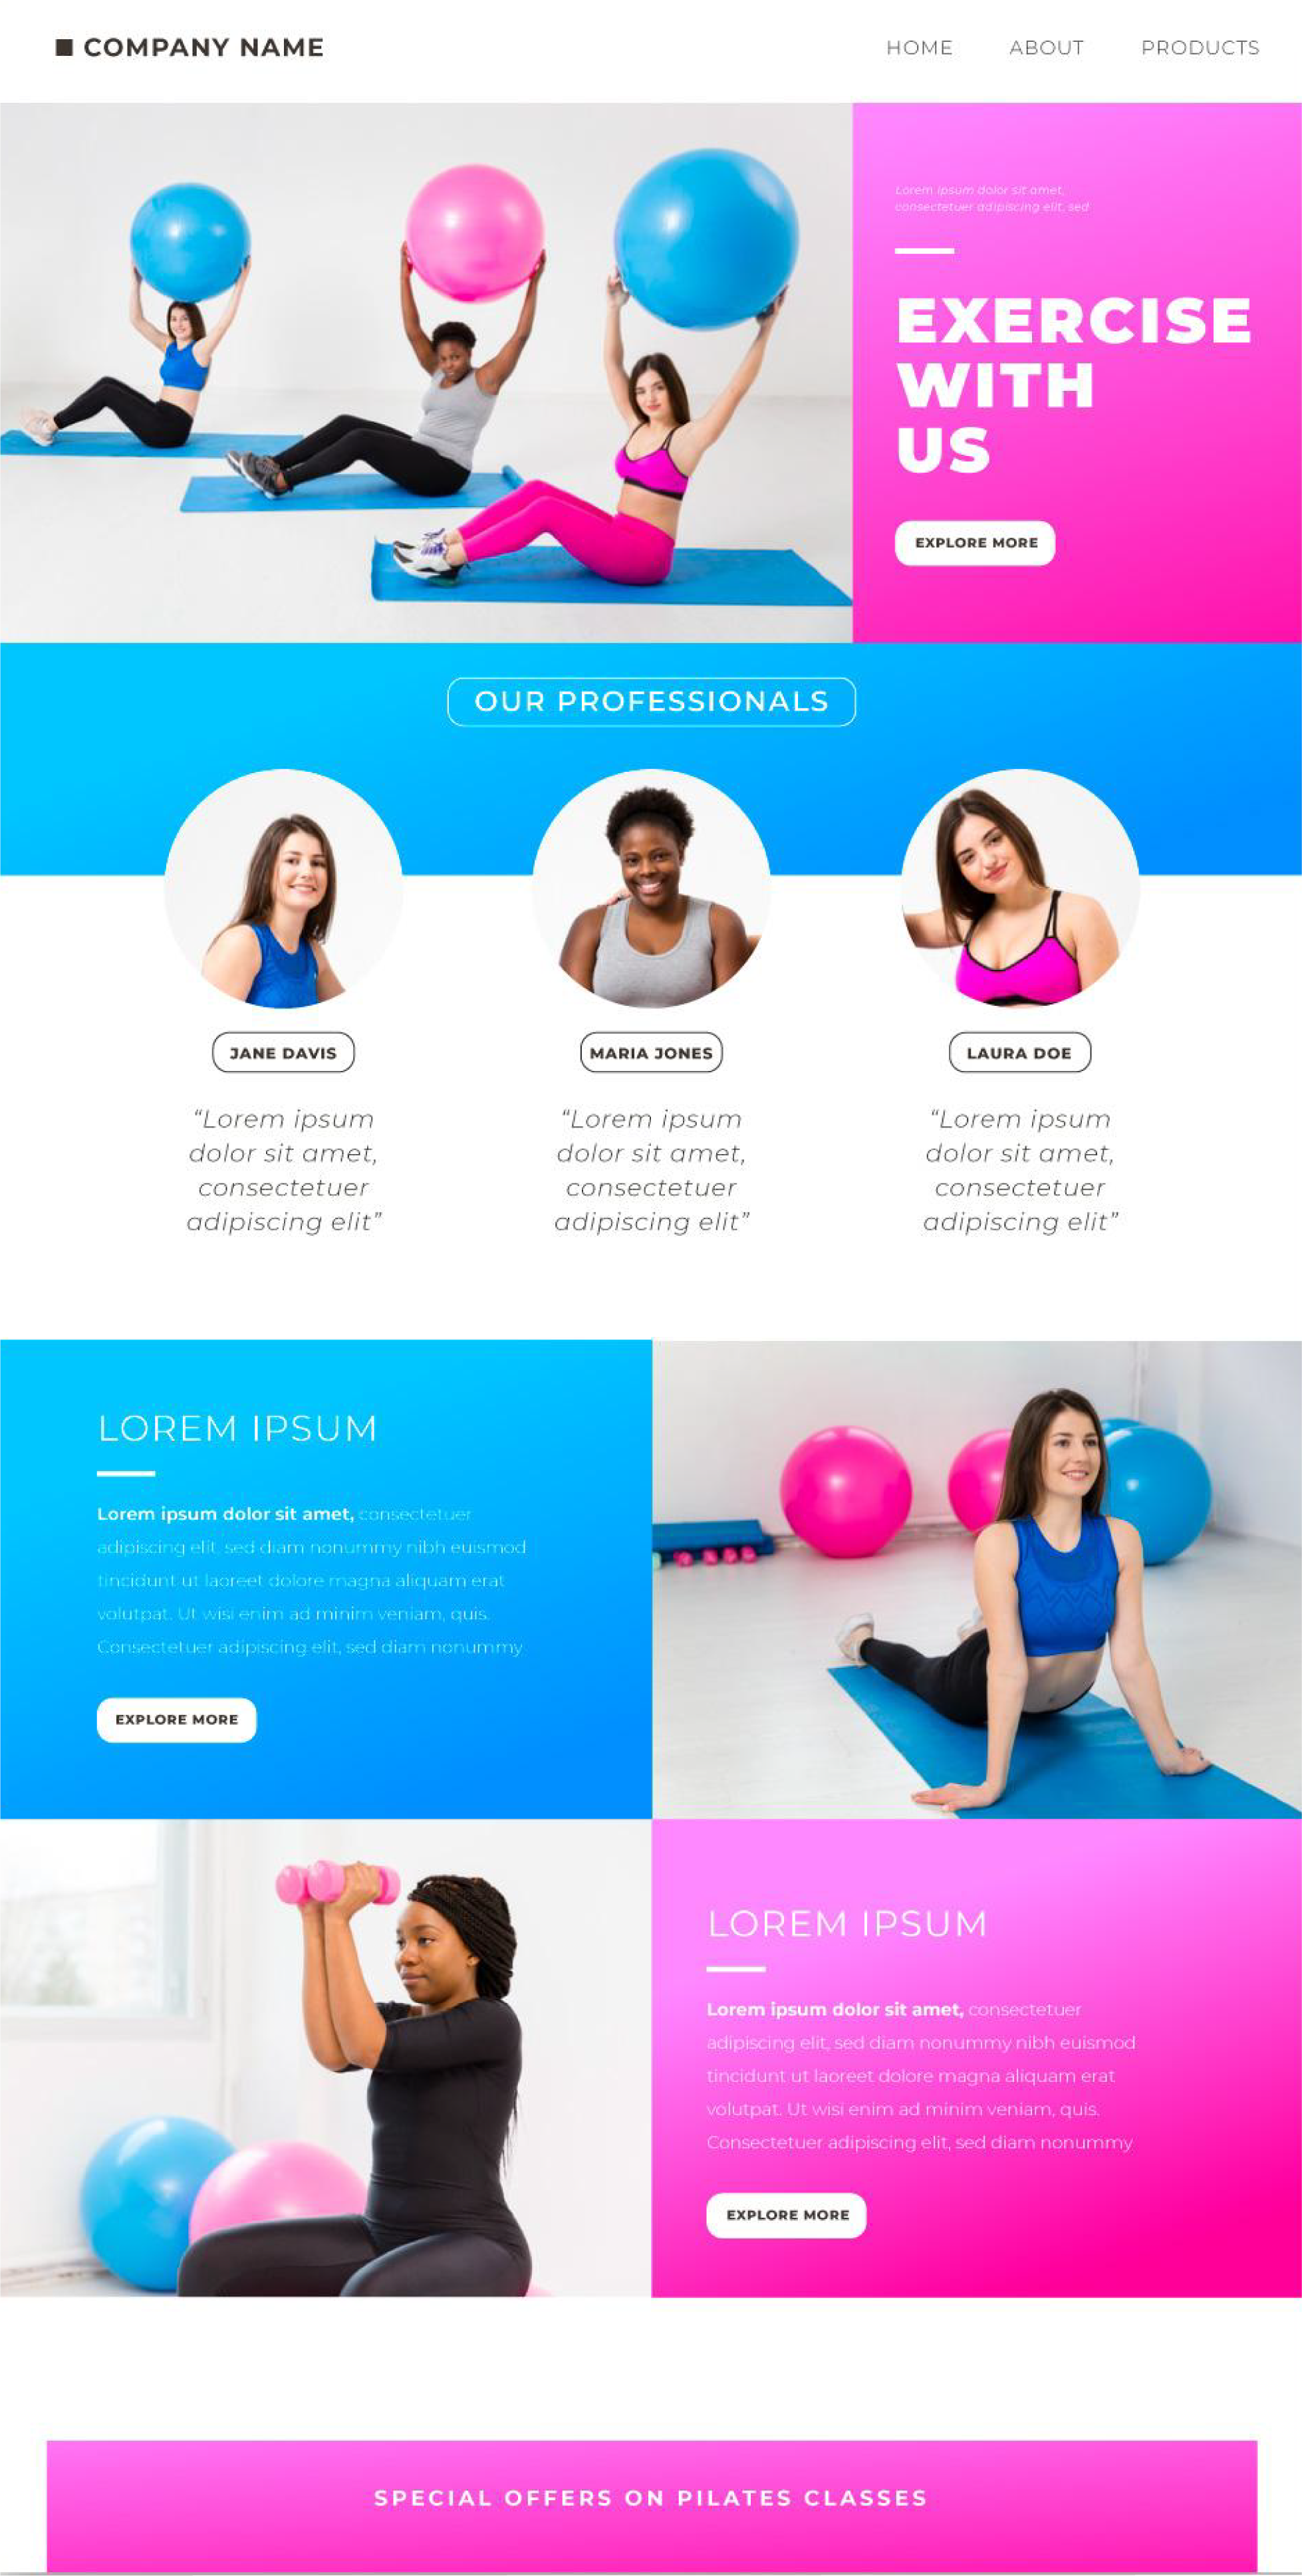 COMPANY NAME
HOME ABOUT PRODUCTS
Lorem ipsum dolor sit amet,
consectetuer adipiscing elit, sed
EXERCISE
WITH
US
EXPLORE MORE
OUR PROFESSIONALS
JANE DAVIS
“Lorem ipsum
dolor sit amet,
consectetuer
adipiscing elit”
MARIA JONES
“Lorem ipsum
dolor sit amet,
consectetuer
adipiscing elit”
LAURA DOE
“Lorem ipsum
dolor sit amet,
consectetuer
adipiscing elit”
LOREM IPSUM
Lorem ipsum dolor sit amet, consectetuer
adipiscing elit, sed diam nonummy nibh euismod
tincidunt ut laoreet dolore magna aliquam erat
volutpat. Ut wisi enim ad minim veniam, quis.
Consectetuer adipiscing elit, sed diam nonummy
EXPLORE MORE
LOREM IPSUM
Lorem ipsum dolor sit amet, consectetuer
adipiscing elit, sed diam nonummy nibh euismod
tincidunt ut laoreet dolore magna aliquam erat
volutpat. Ut wisi enim ad minim veniam, quis.
Consectetuer adipiscing elit, sed diam nonummy
EXPLORE MORE
SPECIAL OFFERS ON PILATES CLASSES